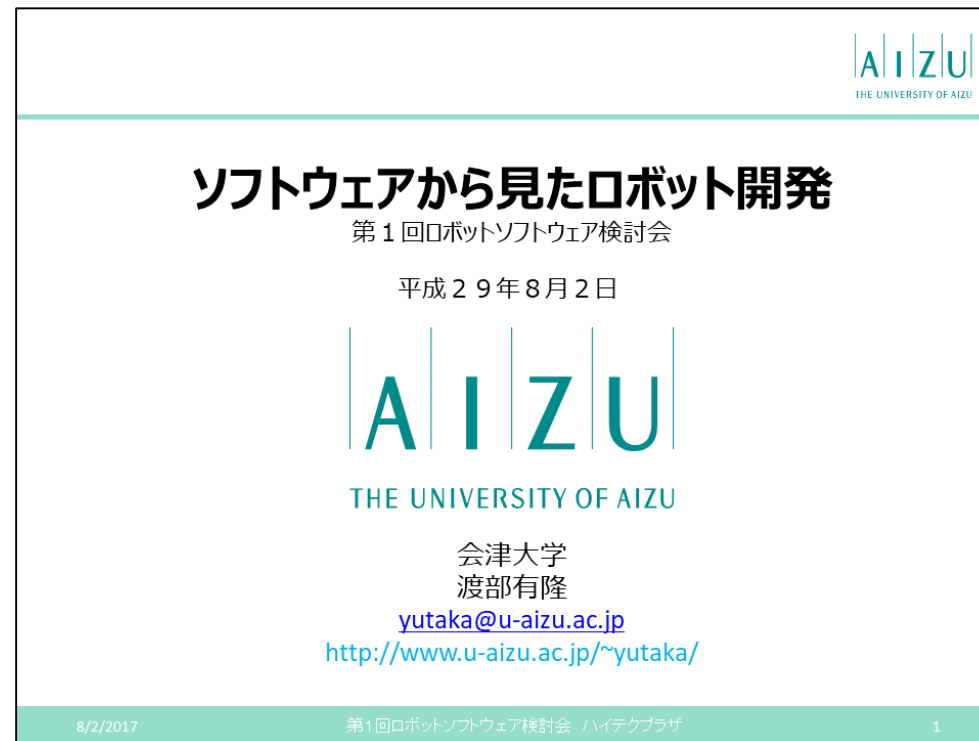 AIZU
THE UNIVERSITY OF AIZU
ソフトウェアから見たロボット開発
第１回ロボットソフトウェア検討会
平成２９年８月２日
AIZU
THE UNIVERSITY OF AIZU
会津大学
渡部有隆
yutaka@u-aizu.ac.jp
http://www.u-aizu.ac.jp/~yutaka/
8/2/2017 第1回ロボットソフトウェア検討会 ハイテクプラザ 1